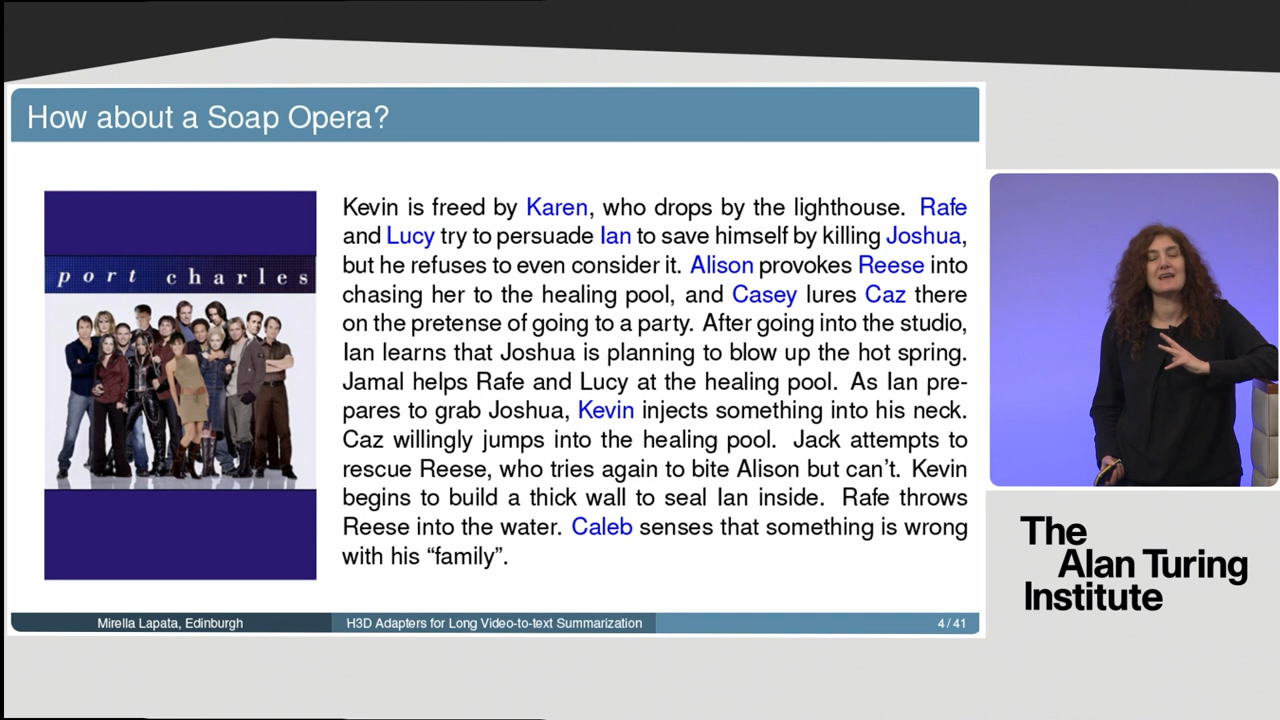 How about a Soap Opera?
port charles
Kevin is freed by Karen, who drops by the lighthouse. Rafe
and Lucy try to persuade Ian to save himself by killing Joshua,
but he refuses to even consider it. Alison provokes Reese into
chasing her to the healing pool, and Casey lures Caz there
on the pretense of going to a party. After going into the studio,
Ian learns that Joshua is planning to blow up the hot spring.
Jamal helps Rafe and Lucy at the healing pool. As Ian pre-
pares to grab Joshua, Kevin injects something into his neck.
Caz willingly jumps into the healing pool. Jack attempts to
rescue Reese, who tries again to bite Alison but can't. Kevin
begins to build a thick wall to seal Ian inside. Rafe throws
Reese into the water. Caleb senses that something is wrong
with his “family”.
Mirella Lapata, Edinburgh
H3D Adapters for Long Video-to-text Summarization
4 / 41
The
Alan Turing
Institute